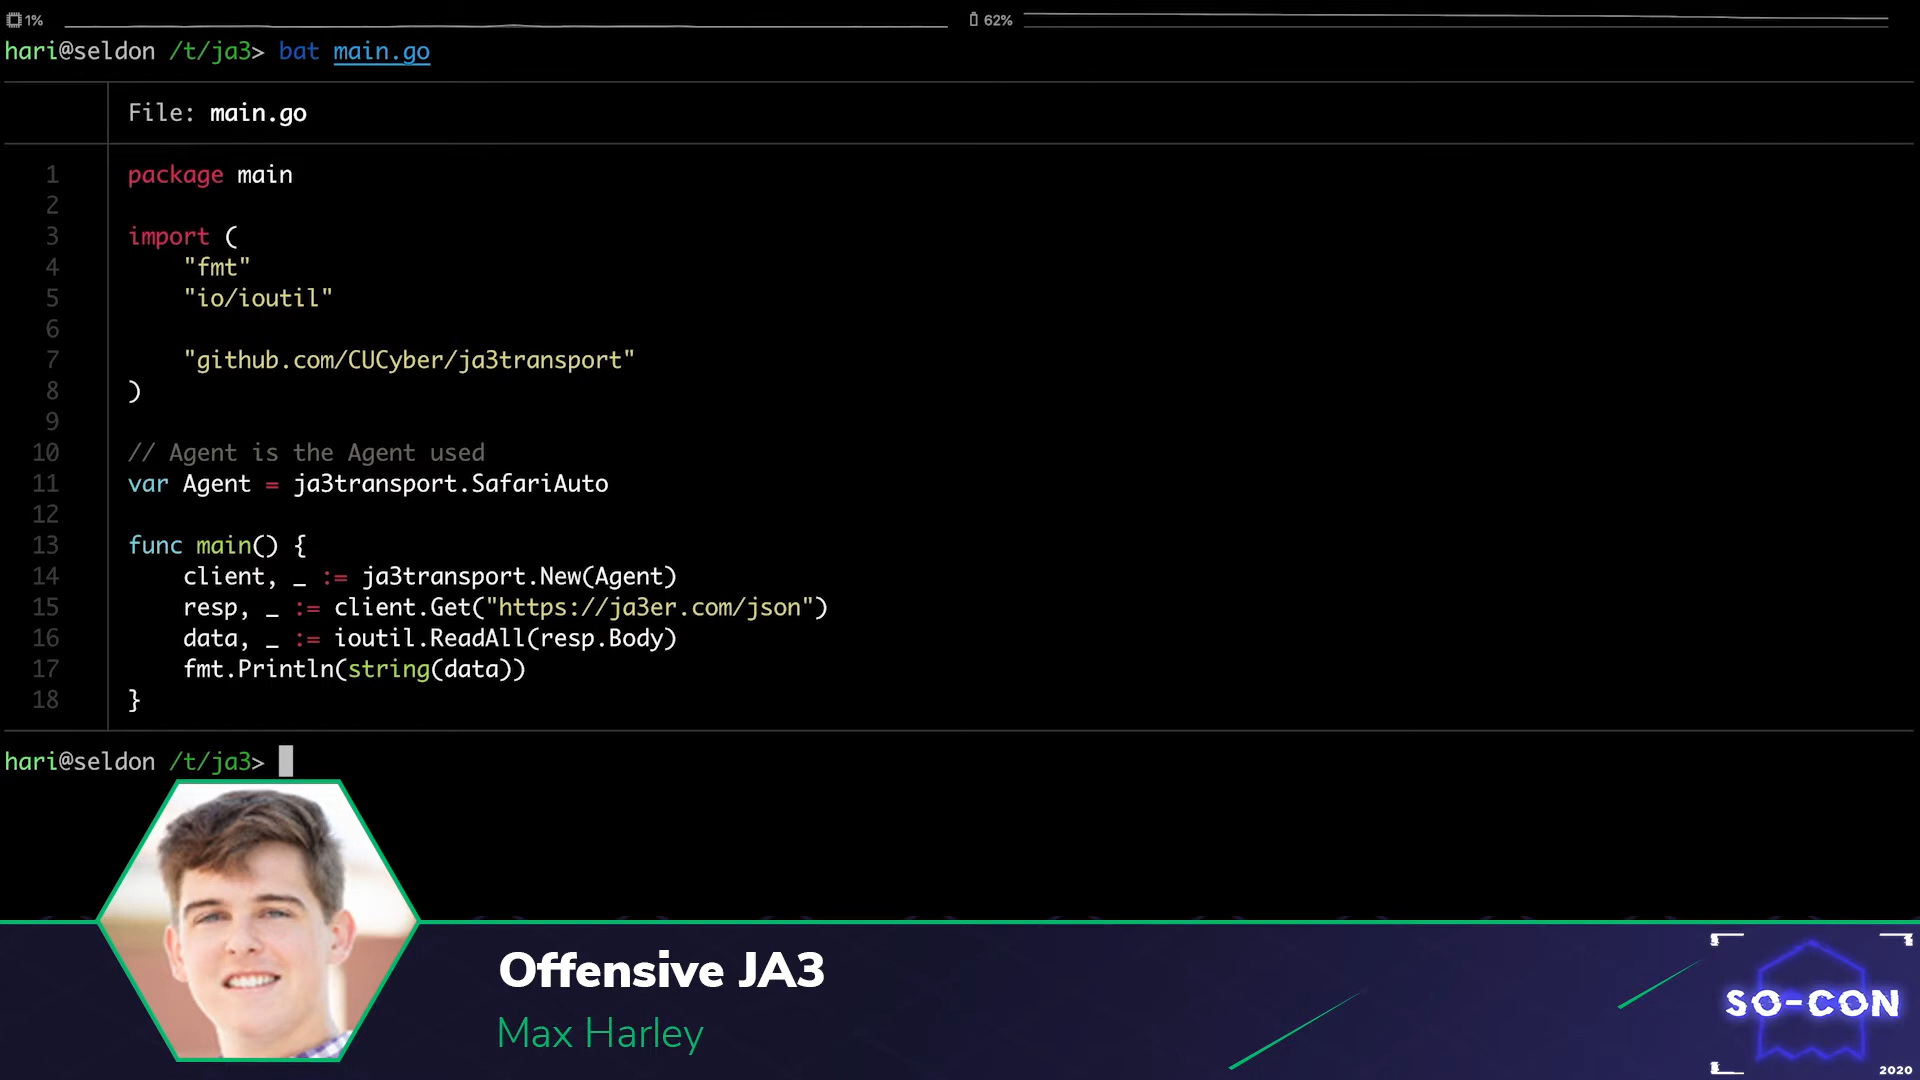 1% 62%
hari@seldon /t/ja3> bat main.go
File: main.go
1 package main
2
3 import (
4 "fmt"
5 "io/ioutil"
6
7 "github.com/CUCyber/ja3transport"
8 )
9
10 // Agent is the Agent used
11 var Agent = ja3transport.SafariAuto
12
13 func main() {
14 client, _ := ja3transport.New(Agent)
15 resp, _ := client.Get("https://ja3er.com/json")
16 data, _ := ioutil.ReadAll(resp.Body)
17 fmt.Println(string(data))
18 }
hari@seldon /t/ja3>
Offensive JA3
Max Harley
SO-CON
2020